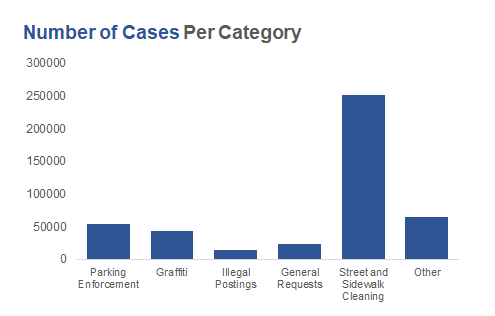 Number of Cases Per Category
300000
250000
200000
150000
100000
50000
0
Parking
Enforcement
Graffiti
Illegal
Postings
General
Requests
Street and
Sidewalk
Cleaning
Other